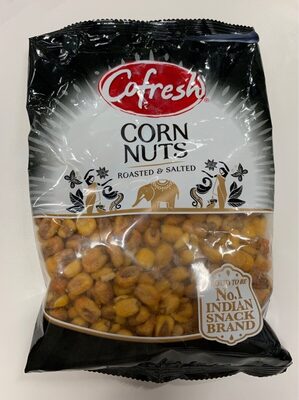 Cofresh
CORN
NUTS
ROASTED & SALTED
No.1
INDIAN
SNACK
BRAND